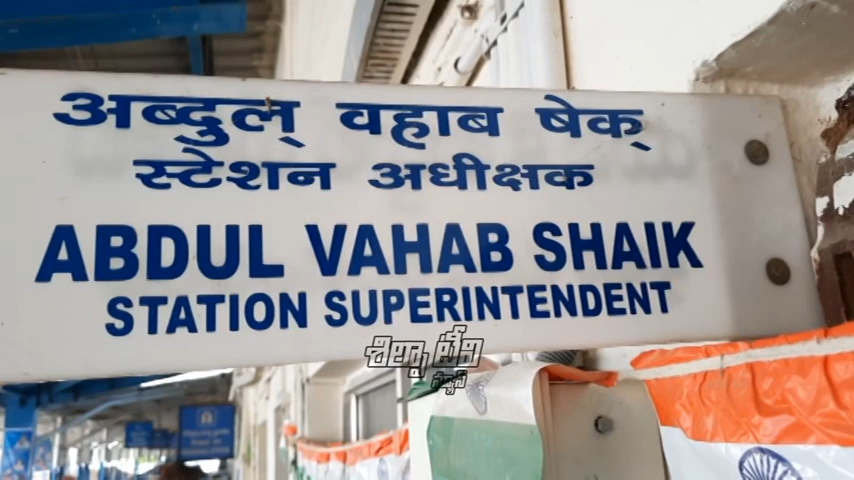 अब्दुल् वहाब षेक्
स्टेशन अधीक्षक
ABDUL VAHAB SHAIK
STATION SUPERINTENDENT
శిల్పా టీవి
న్యూస్